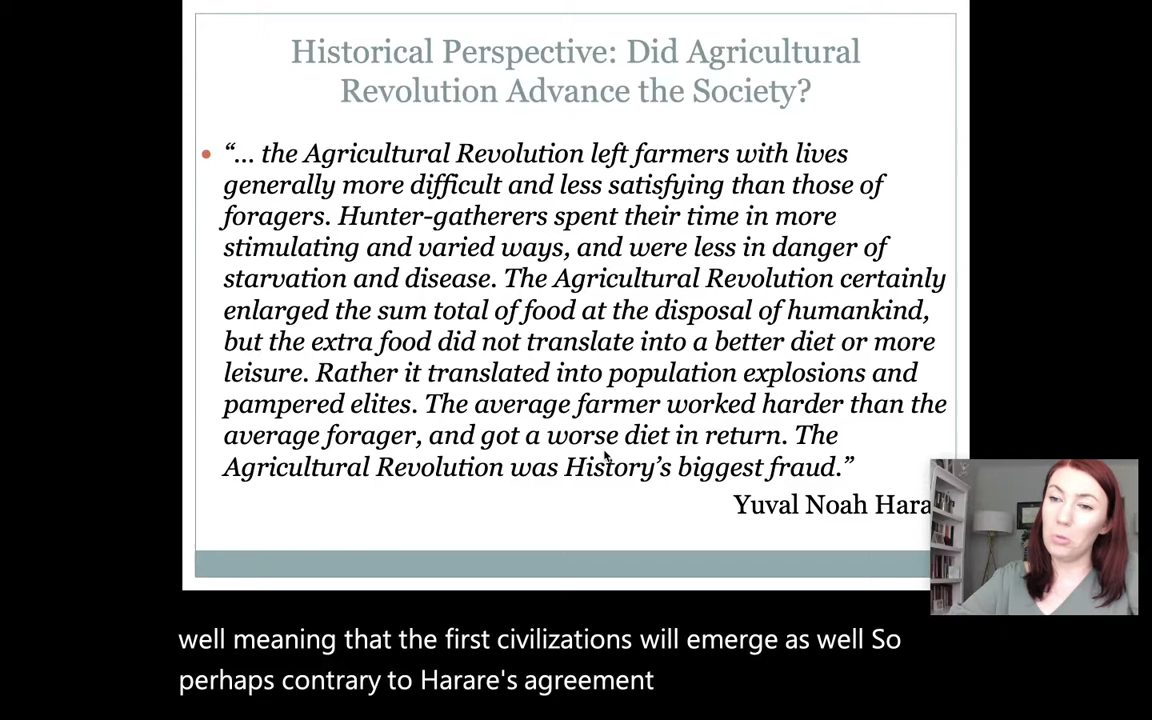 Historical Perspective: Did Agricultural
Revolution Advance the Society?
“... the Agricultural Revolution left farmers with lives
generally more difficult and less satisfying than those of
foragers. Hunter-gatherers spent their time in more
stimulating and varied ways, and were less in danger of
starvation and disease. The Agricultural Revolution certainly
enlarged the sum total of food at the disposal of humankind,
but the extra food did not translate into a better diet or more
leisure. Rather it translated into population explosions and
pampered elites. The average farmer worked harder than the
average forager, and got a worse diet in return. The
Agricultural Revolution was History’s biggest fraud.”
Yuval Noah Hara
well meaning that the first civilizations will emerge as well So
perhaps contrary to Harare's agreement